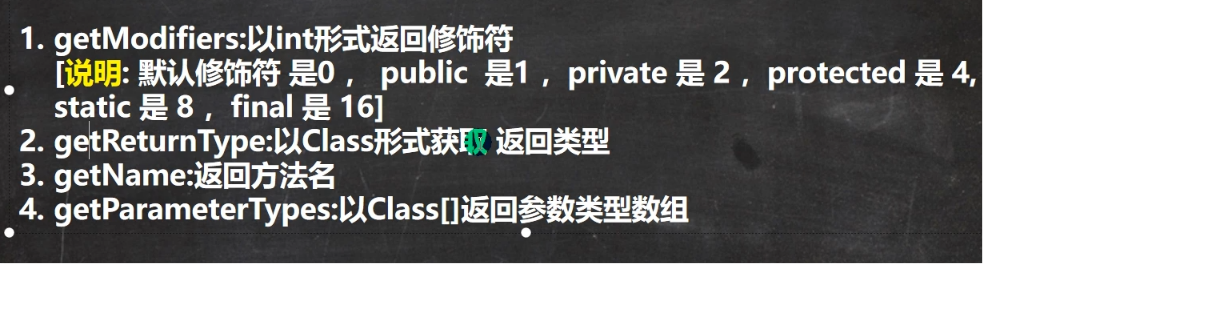 1. getModifiers:以int形式返回修饰符
[说明: 默认修饰符 是0 ， public 是1 ，private 是 2 ，protected 是 4,
static 是 8 ，final 是 16]
2. getReturnType:以Class形式获取 返回类型
3. getName:返回方法名
4. getParameterTypes:以Class[]返回参数类型数组